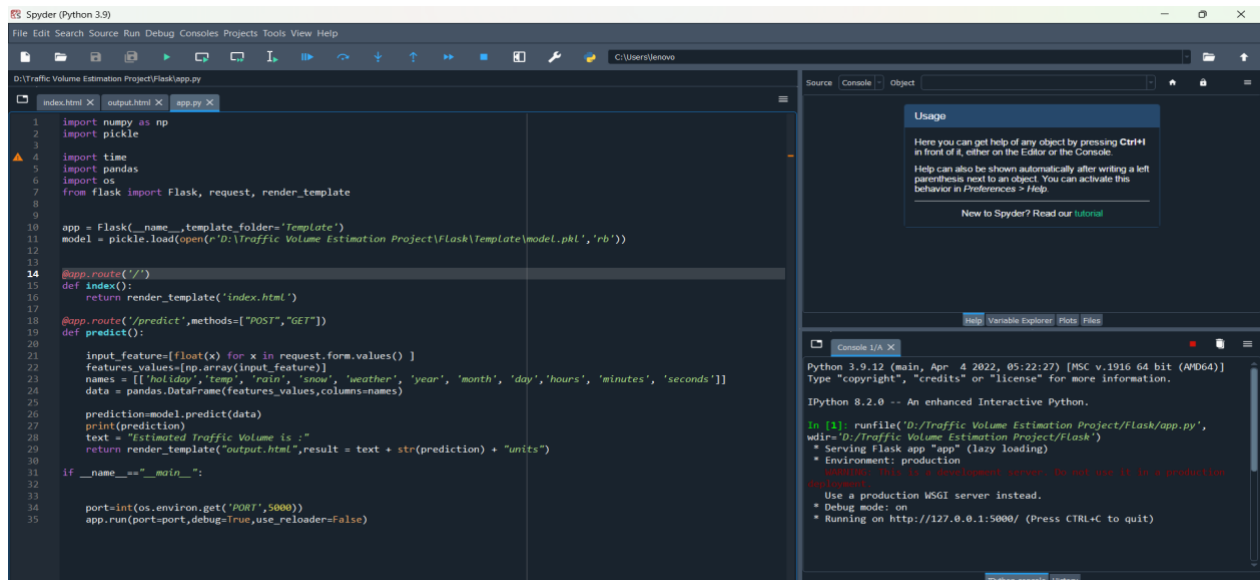 Spyder (Python 3.9)
File Edit Search Source Run Debug Consoles Projects Tools View Help
C:\Users\lenovo
D:\Traffic Volume Estimation Project\Flask\app.py
index.html
output.html
app.py
1 import numpy as np
2 import pickle
3
4 import time
5 import pandas
6 import os
7 from flask import Flask, request, render_template
8
9
10 app = Flask(__name__,template_folder='Template')
11 model = pickle.load(open(r'D:\Traffic Volume Estimation Project\Flask\Template\model.pkl','rb'))
12
13
14 @app.route('/')
15 def index():
16 return render_template('index.html')
17
18 @app.route('/predict',methods=["POST","GET"])
19 def predict():
20
21 input_feature=[float(x) for x in request.form.values() ]
22 features_values=[np.array(input_feature)]
23 names = [['holiday','temp', 'rain', 'snow', 'weather', 'year', 'month', 'day','hours', 'minutes', 'seconds']]
24 data = pandas.DataFrame(features_values,columns=names)
25
26 prediction=model.predict(data)
27 print(prediction)
28 text = "Estimated Traffic Volume is :"
29 return render_template("output.html",result = text + str(prediction) + "units")
30
31 if __name__=="__main__":
32
33
34 port=int(os.environ.get('PORT',5000))
35 app.run(port=port,debug=True,use_reloader=False)
Source Console Object
Usage
Here you can get help of any object by pressing Ctrl+I
in front of it, either on the Editor or the Console.
Help can also be shown automatically after writing a left
parenthesis next to an object. You can activate this
behavior in Preferences > Help.
New to Spyder? Read our tutorial
Help Variable Explorer Plots Files
Console 1/A
Python 3.9.12 (main, Apr 4 2022, 05:22:27) [MSC v.1916 64 bit (AMD64)]
Type "copyright", "credits" or "license" for more information.
IPython 8.2.0 -- An enhanced Interactive Python.
In [1]: runfile('D:/Traffic Volume Estimation Project/Flask/app.py',
wdir='D:/Traffic Volume Estimation Project/Flask')
* Serving Flask app "app" (lazy loading)
* Environment: production
WARNING: This is a development server. Do not use it in a production
deployment.
Use a production WSGI server instead.
* Debug mode: on
* Running on http://127.0.0.1:5000/ (Press CTRL+C to quit)
IPython console History